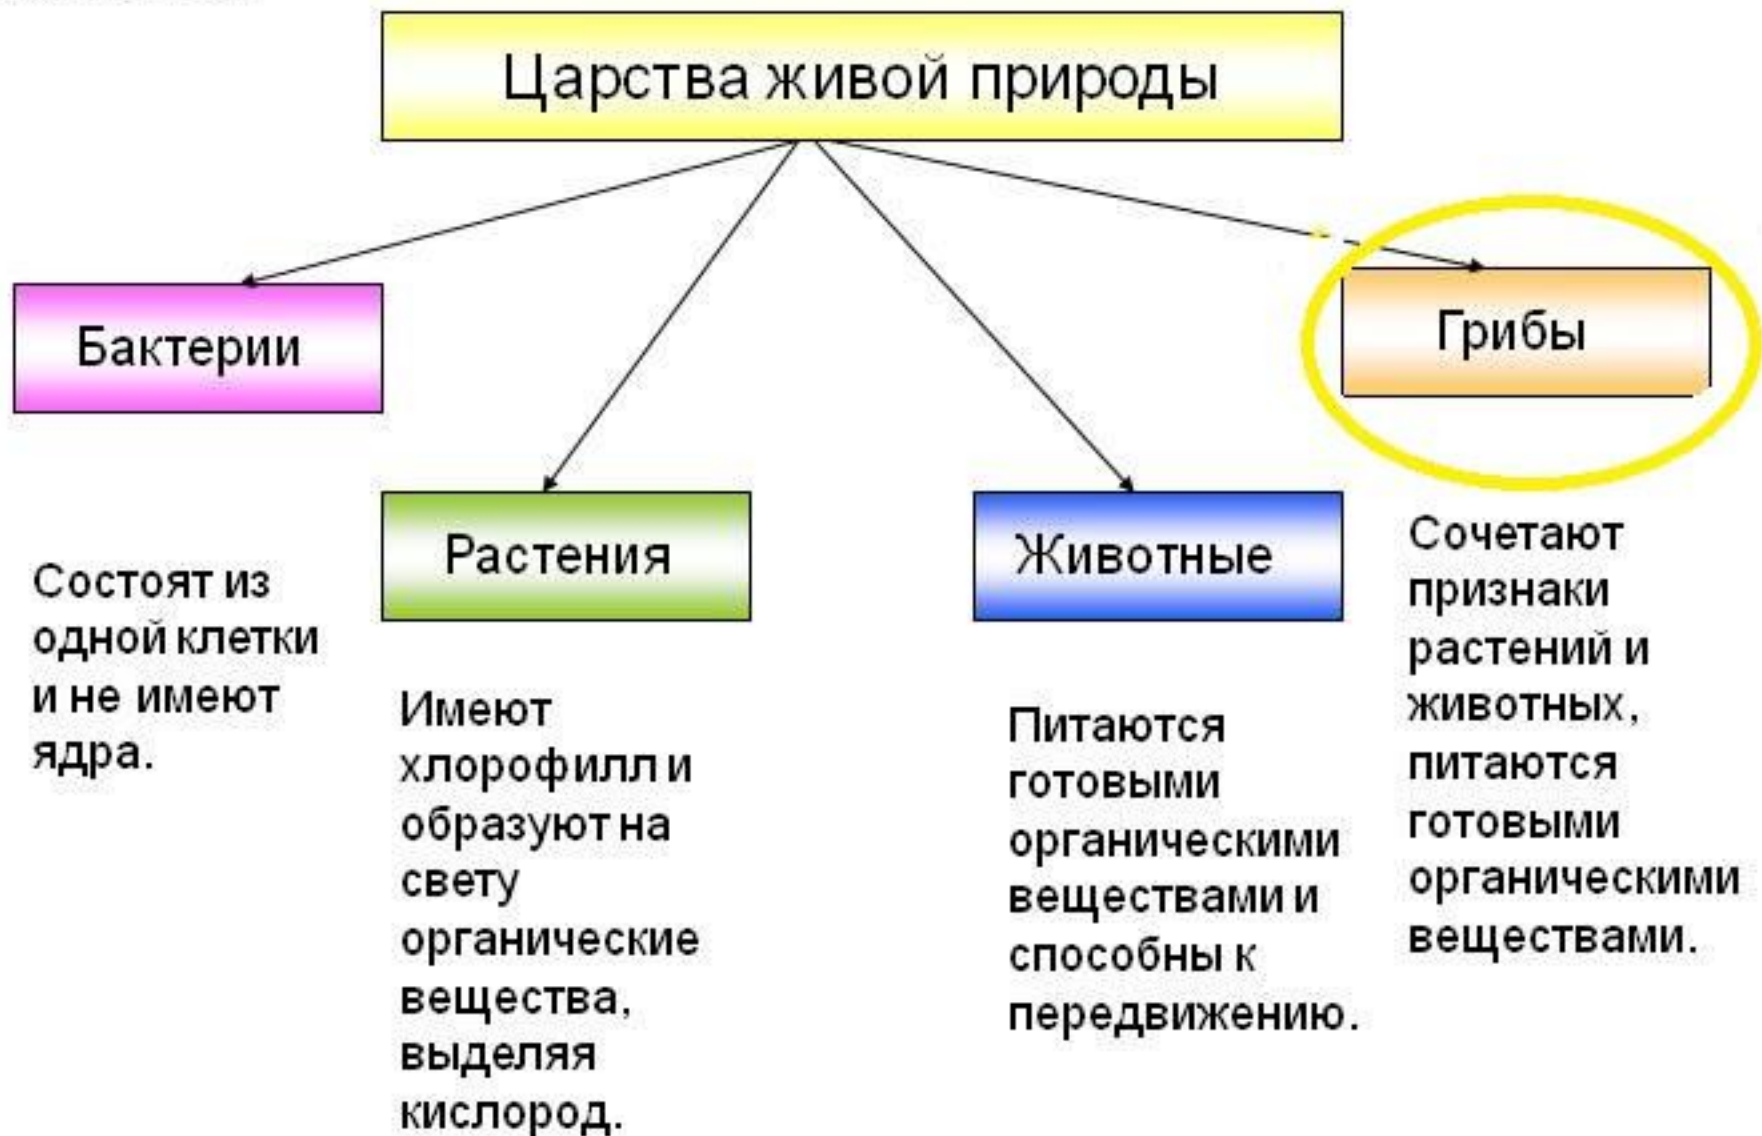 Царства живой природы
Бактерии
Грибы
Растения
Животные
Состоят из
одной клетки
и не имеют
ядра.
Имеют
хлорофилл и
образуют на
свету
органические
вещества,
выделяя
кислород.
Питаются
готовыми
органическими
веществами и
способны к
передвижению.
Сочетают
признаки
растений и
животных,
питаются
готовыми
органическими
веществами.